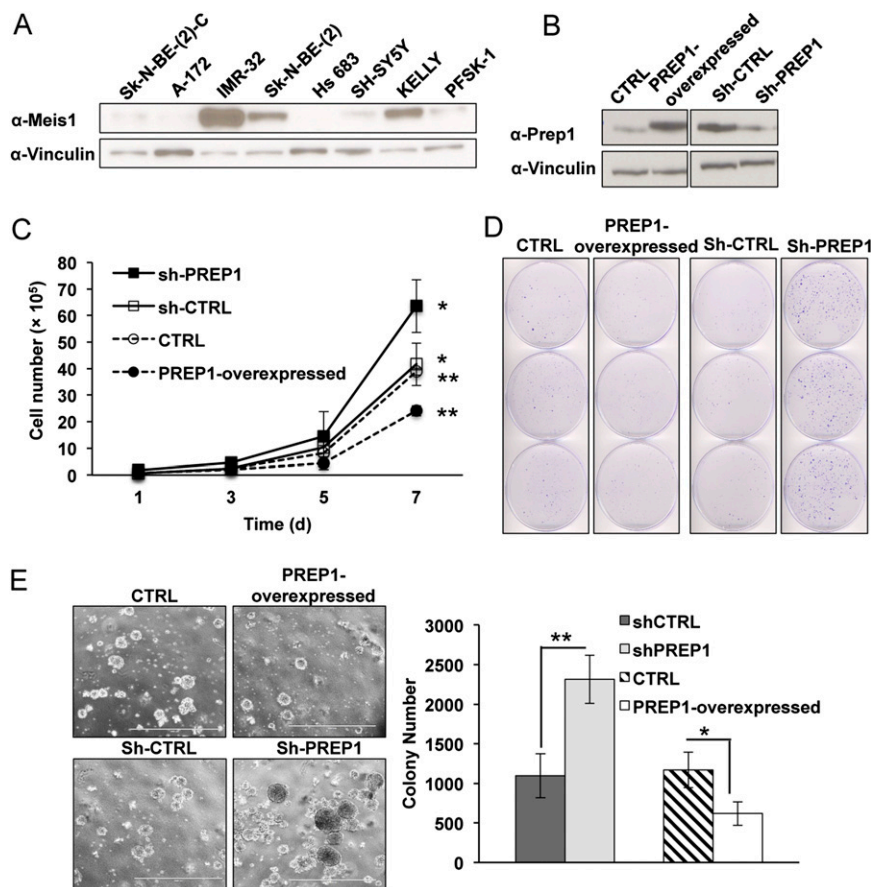 A
Sk-N-BE-(2)-C
A-172
IMR-32
Sk-N-BE-(2)
Hs 683
SH-SY5Y
KELLY
PFSK-1
α-Meis1
α-Vinculin
B
CTRL
PREP1-
overexpressed
Sh-CTRL
Sh-PREP1
α-Prep1
α-Vinculin
C
80
70
60
50
40
30
20
10
0
Cell number (× 10⁵)
sh-PREP1
sh-CTRL
CTRL
PREP1-overexpressed
*
*
**
**
1 3 5 7
Time (d)
D
CTRL
PREP1-
overexpressed
Sh-CTRL
Sh-PREP1
E
CTRL
PREP1-
overexpressed
Sh-CTRL
Sh-PREP1
shCTRL
shPREP1
CTRL
PREP1-overexpressed
3000
2500
2000
1500
1000
500
0
Colony Number
**
*